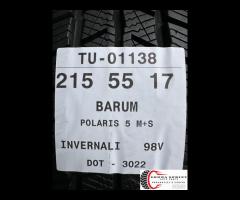 TU-01138
215 55 17
BARUM
POLARIS 5 M+S
INVERNALI 98V
DOT - 3022